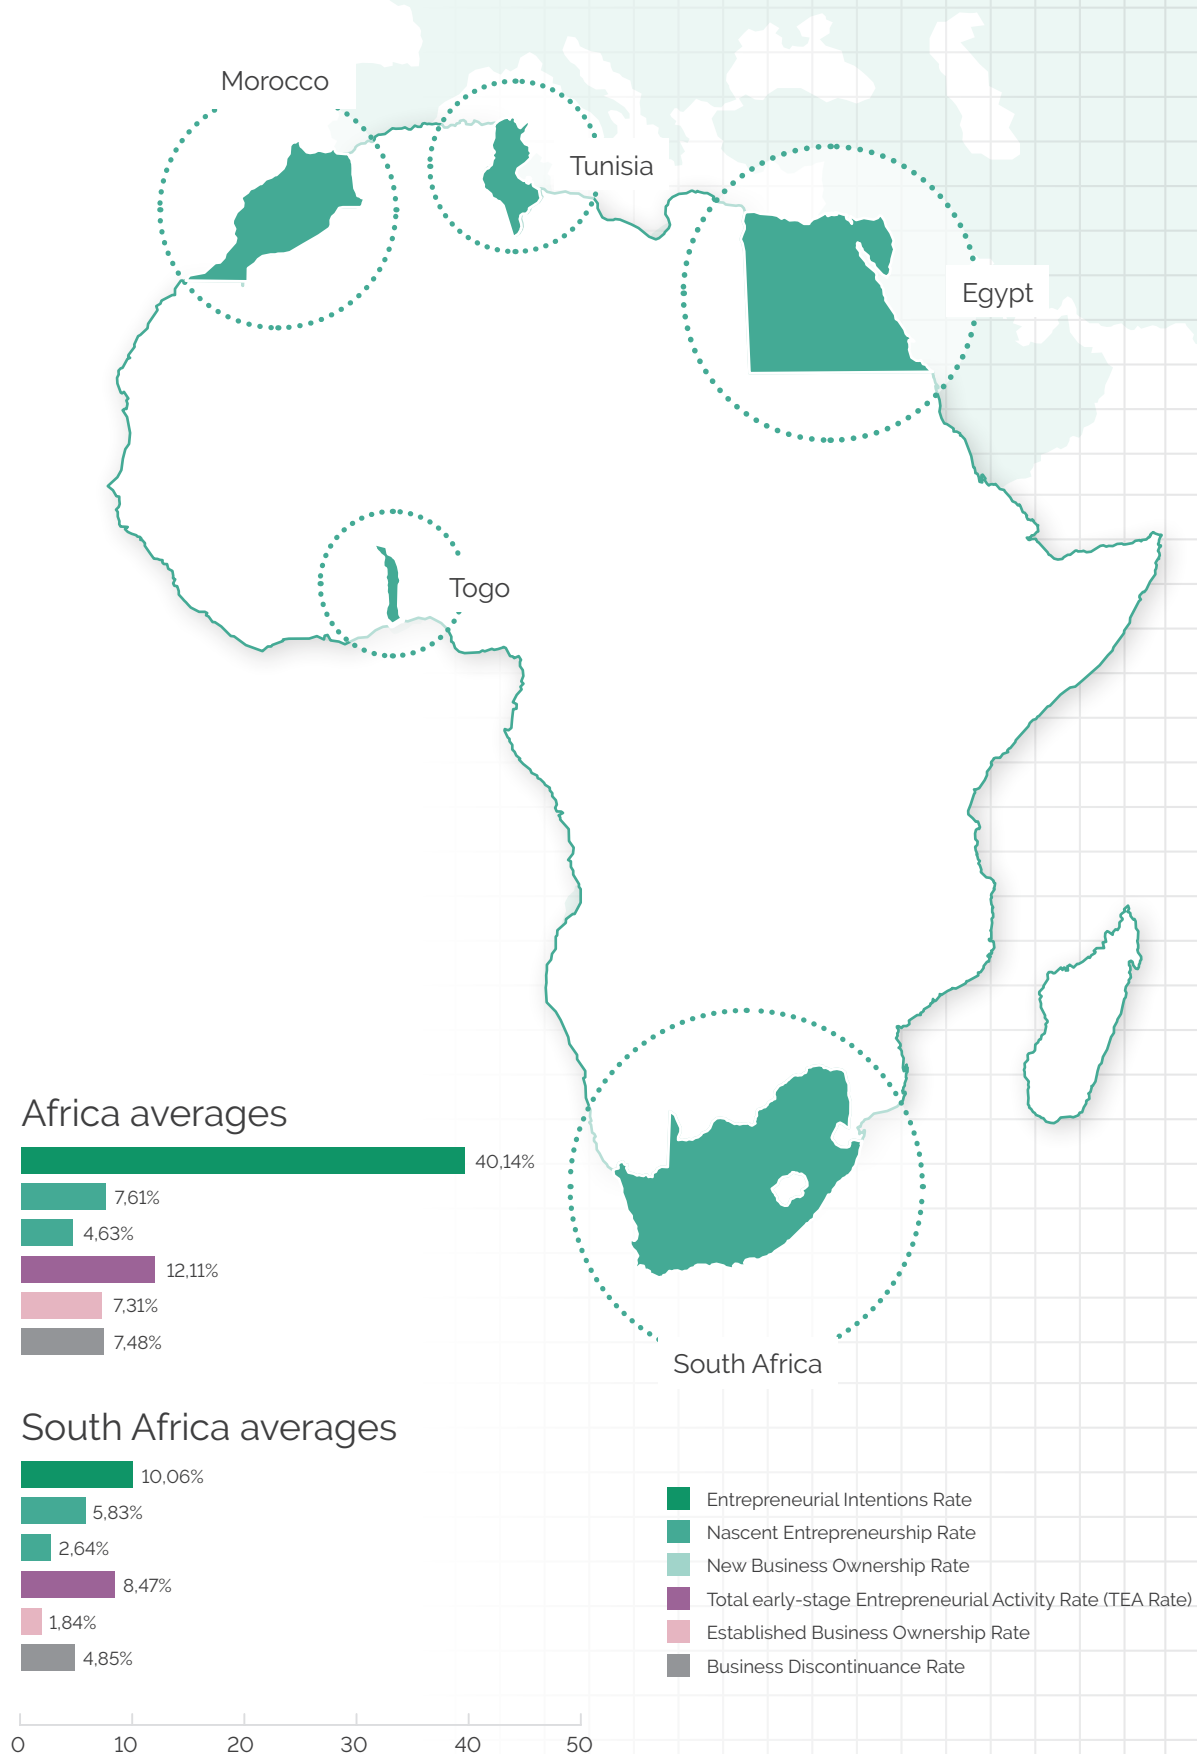 Morocco
Tunisia
Egypt
Togo
South Africa
Africa averages
40,14%
7,61%
4,63%
12,11%
7,31%
7,48%
South Africa averages
10,06%
5,83%
2,64%
8,47%
1,84%
4,85%
0 10 20 30 40 50
Entrepreneurial Intentions Rate
Nascent Entrepreneurship Rate
New Business Ownership Rate
Total early-stage Entrepreneurial Activity Rate (TEA Rate)
Established Business Ownership Rate
Business Discontinuance Rate